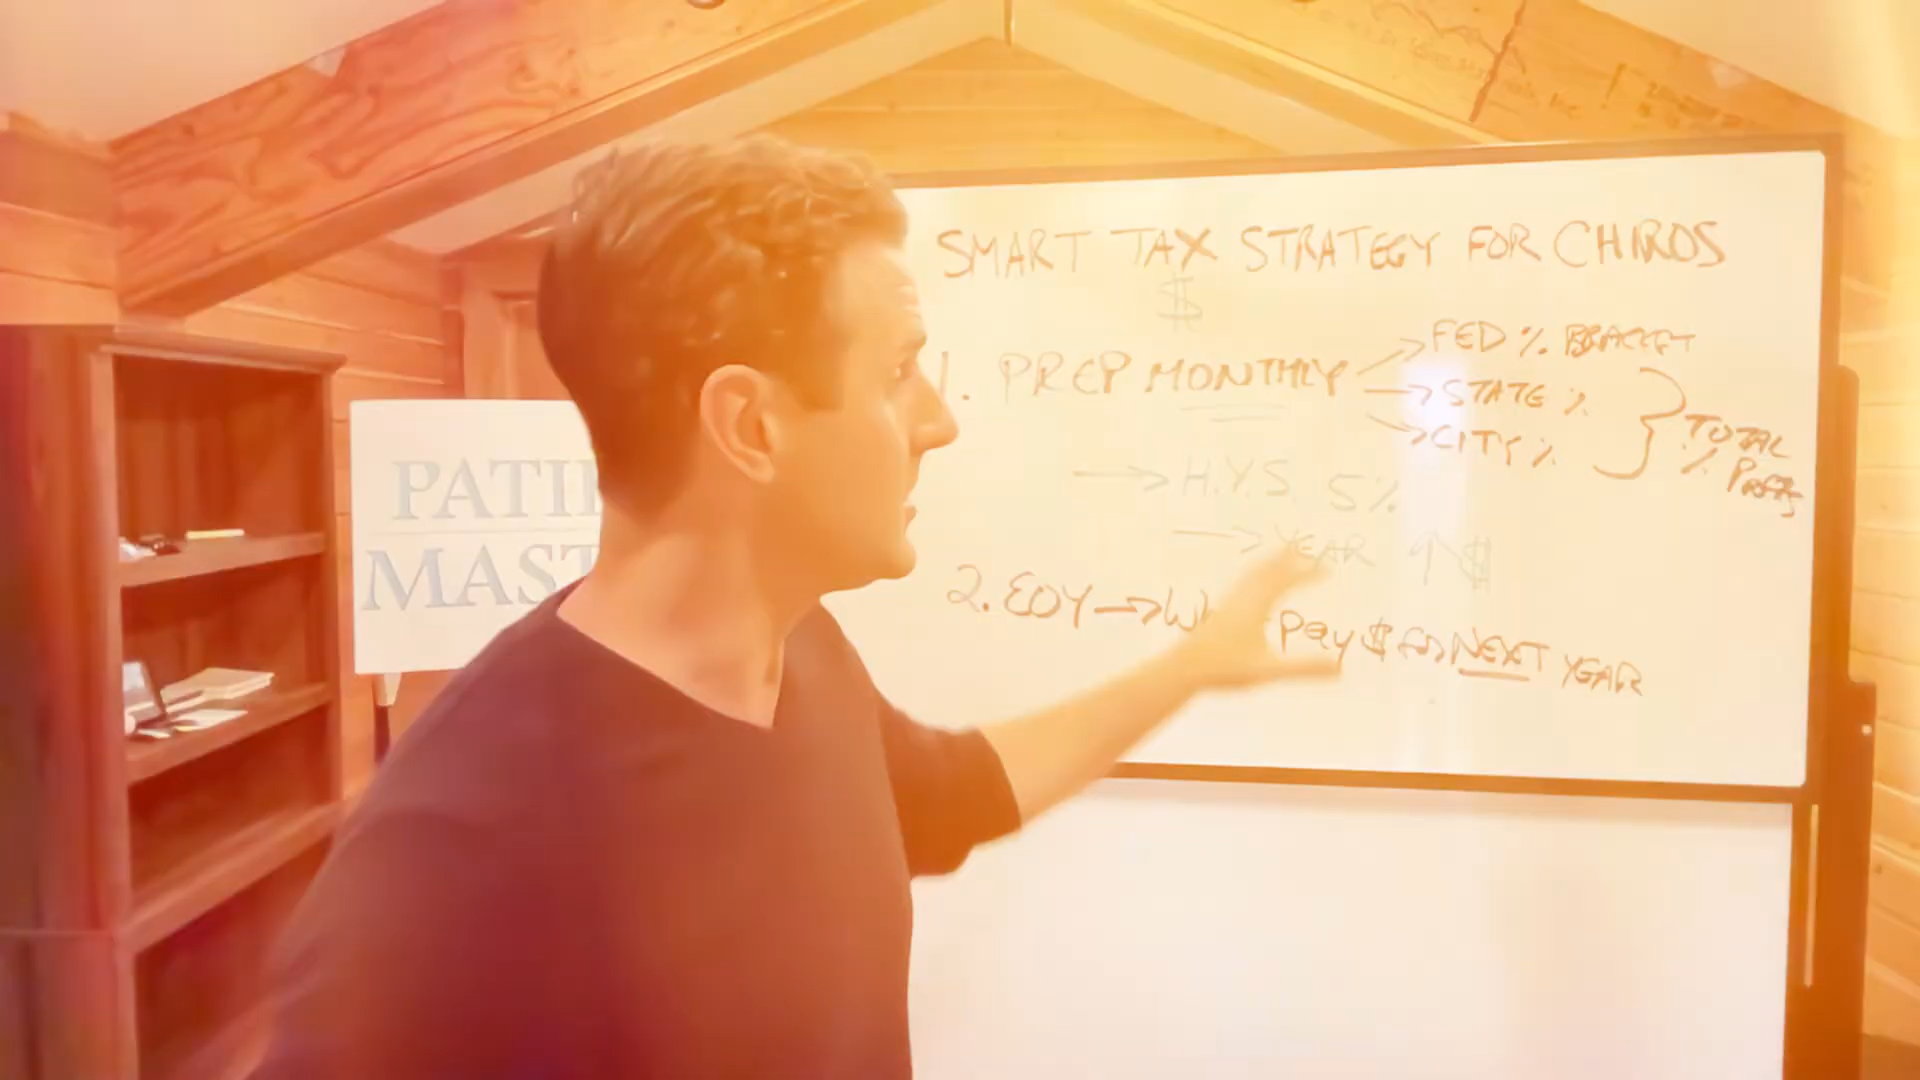 SMART TAX STRATEGY FOR CHIROS
$
1. PREP MONTHLY → FED % BRACKET
→ STATE %
→ CITY %
} TOTAL
%
→ H.Y.S. 5%
→ YEAR ↑ $
2. EOY → pay $ for NEXT YEAR
PATI
MAST